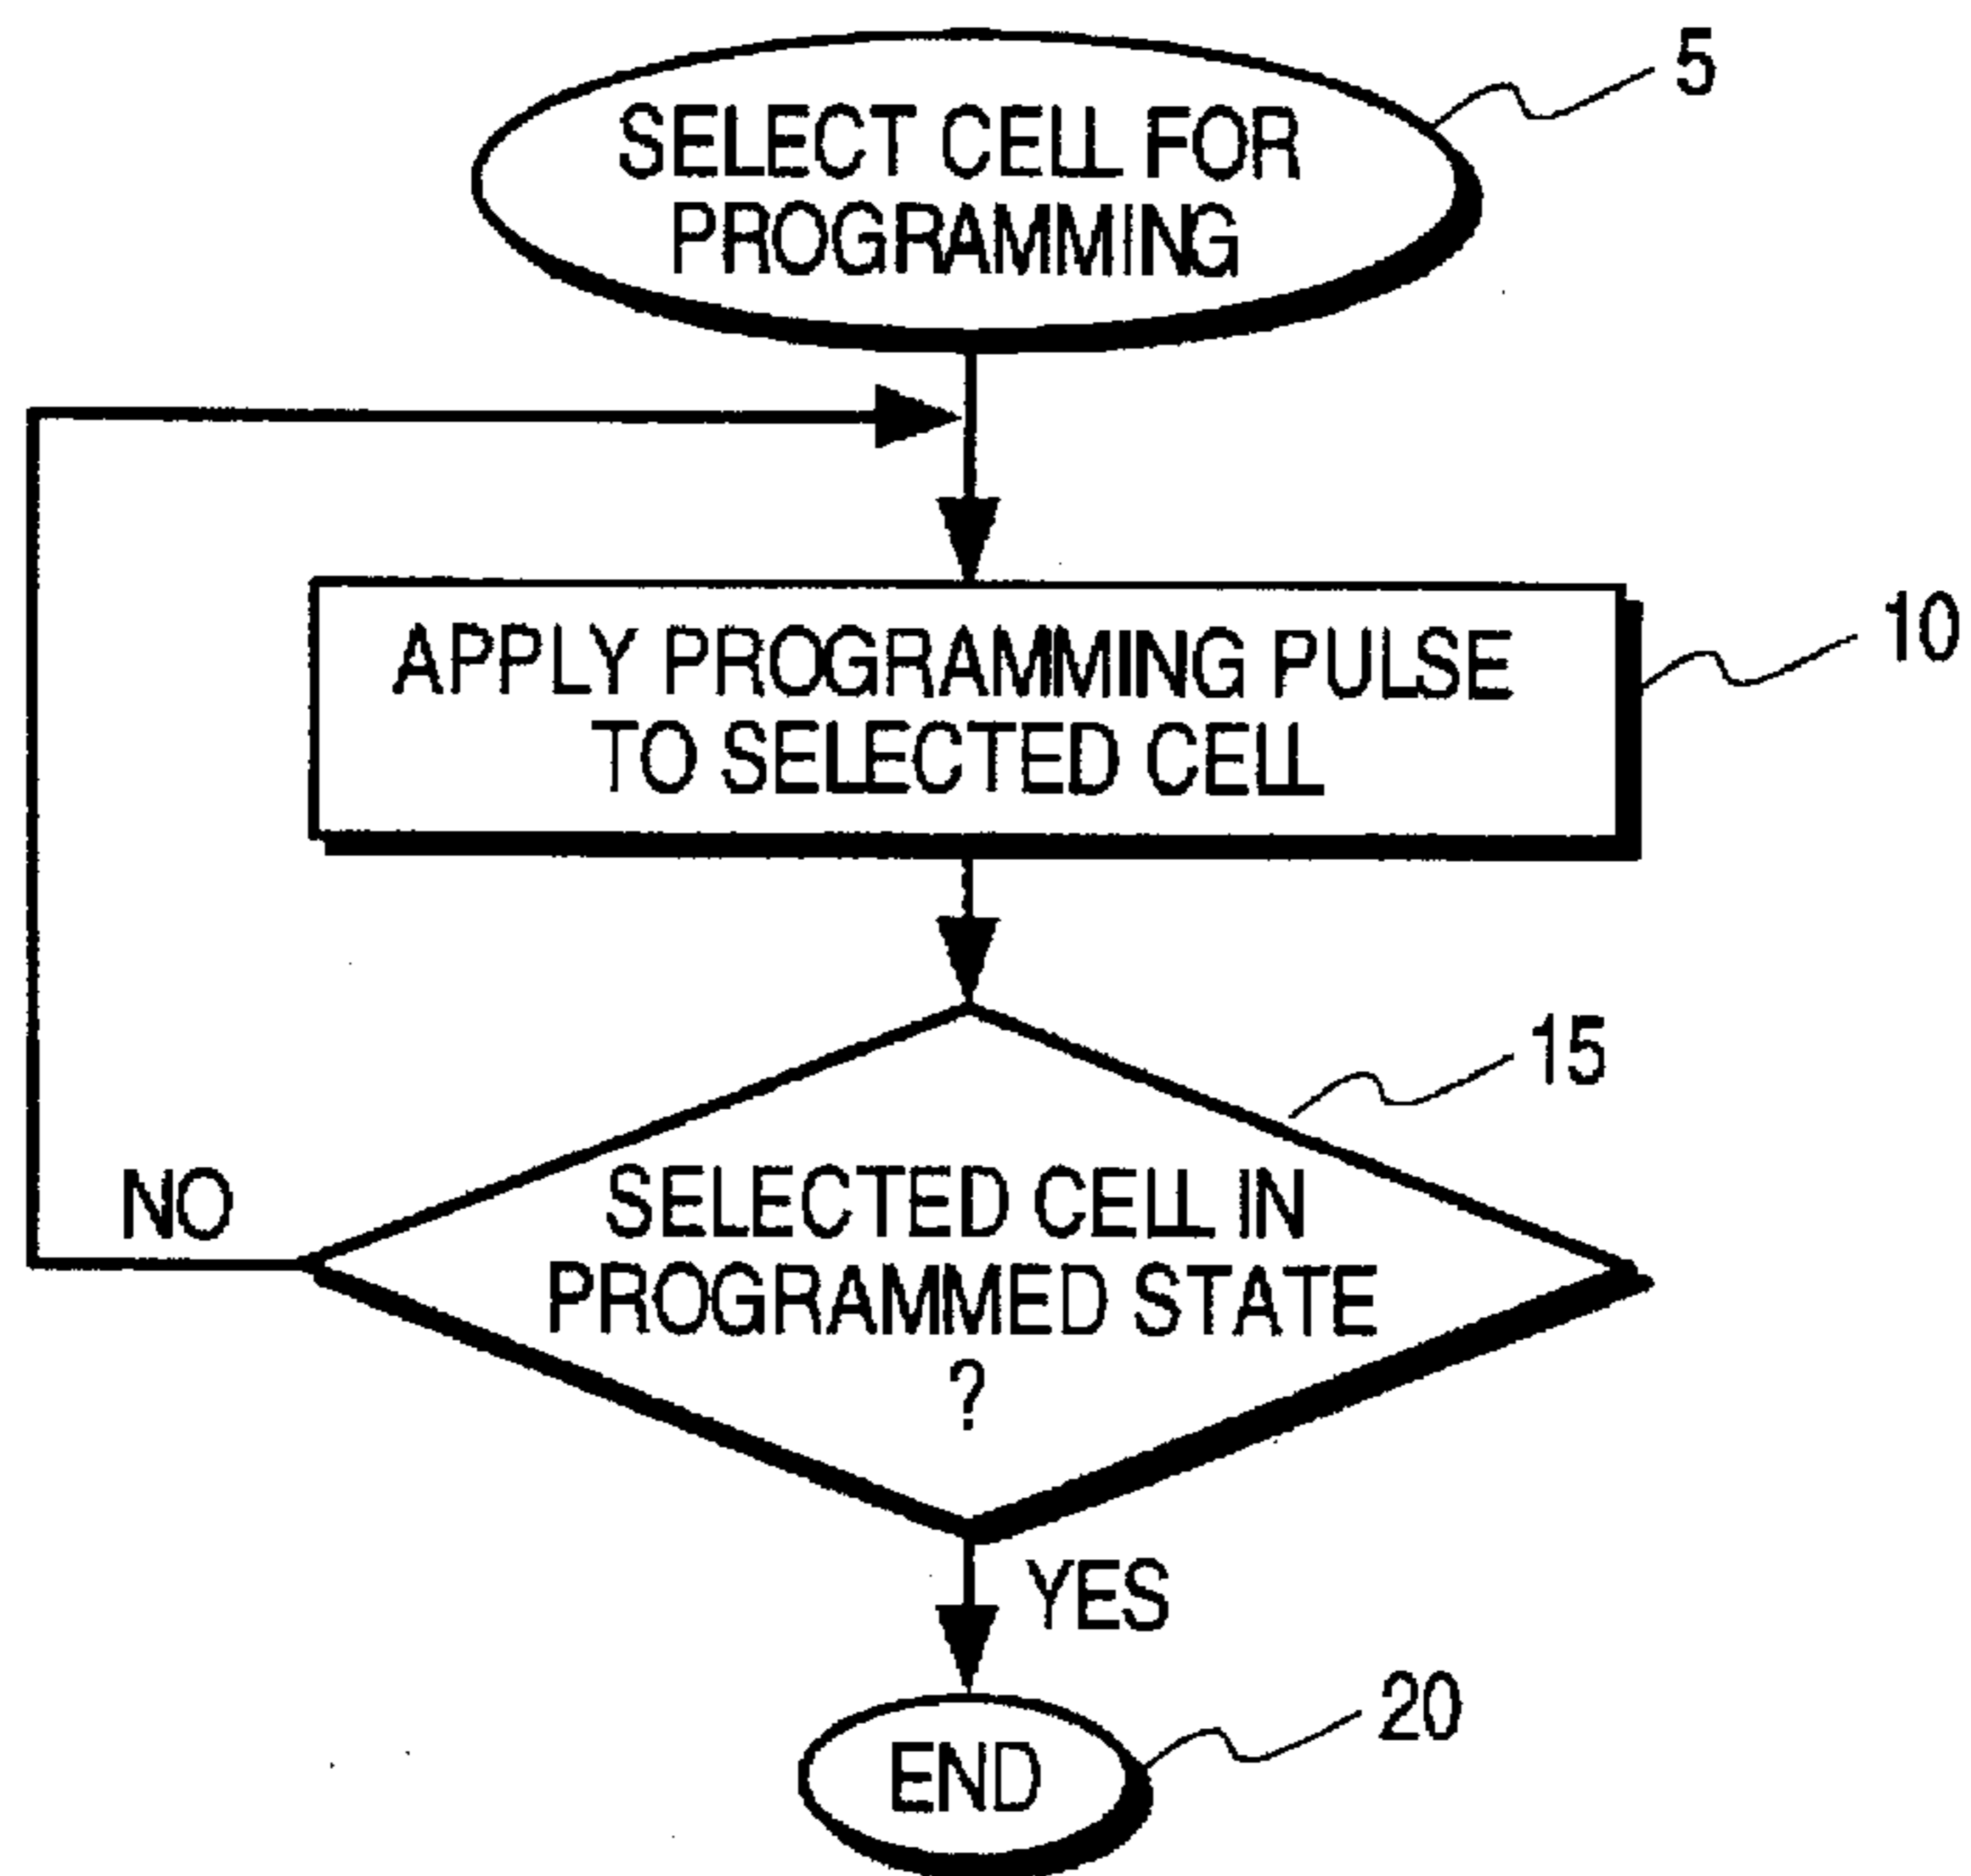 5
SELECT CELL FOR
PROGRAMMING
10
APPLY PROGRAMMING PULSE
TO SELECTED CELL
15
NO
SELECTED CELL IN
PROGRAMMED STATE
?
YES
20
END